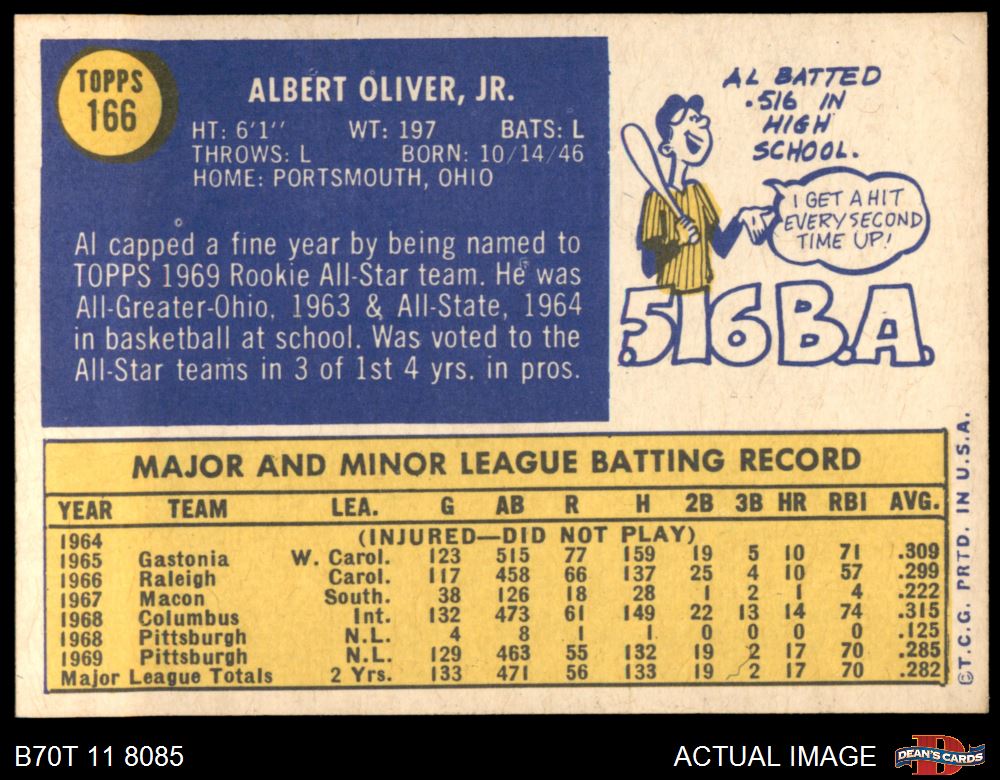 TOPPS
166
ALBERT OLIVER, JR.
HT: 6'1'' WT: 197 BATS: L
THROWS: L BORN: 10/14/46
HOME: PORTSMOUTH, OHIO
Al capped a fine year by being named to
TOPPS 1969 Rookie All-Star team. He was
All-Greater-Ohio, 1963 & All-State, 1964
in basketball at school. Was voted to the
All-Star teams in 3 of 1st 4 yrs. in pros.
AL BATTED
.516 IN
HIGH
SCHOOL.
I GET A HIT
EVERY SECOND
TIME UP!
.516 B.A.
MAJOR AND MINOR LEAGUE BATTING RECORD
YEAR TEAM LEA. G AB R H 2B 3B HR RBI AVG.
1964 (INJURED—DID NOT PLAY)
1965 Gastonia W. Carol. 123 515 77 159 19 5 10 71 .309
1966 Raleigh Carol. 117 458 66 137 25 4 10 57 .299
1967 Macon South. 38 126 18 28 1 2 1 4 .222
1968 Columbus Int. 132 473 61 149 22 13 14 74 .315
1968 Pittsburgh N.L. 4 8 1 1 0 0 0 0 .125
1969 Pittsburgh N.L. 129 463 55 132 19 2 17 70 .285
Major League Totals 2 Yrs. 133 471 56 133 19 2 17 70 .282
©T.C.G. PRTD. IN U.S.A.
B70T 11 8085
ACTUAL IMAGE
DEAN'S CARDS